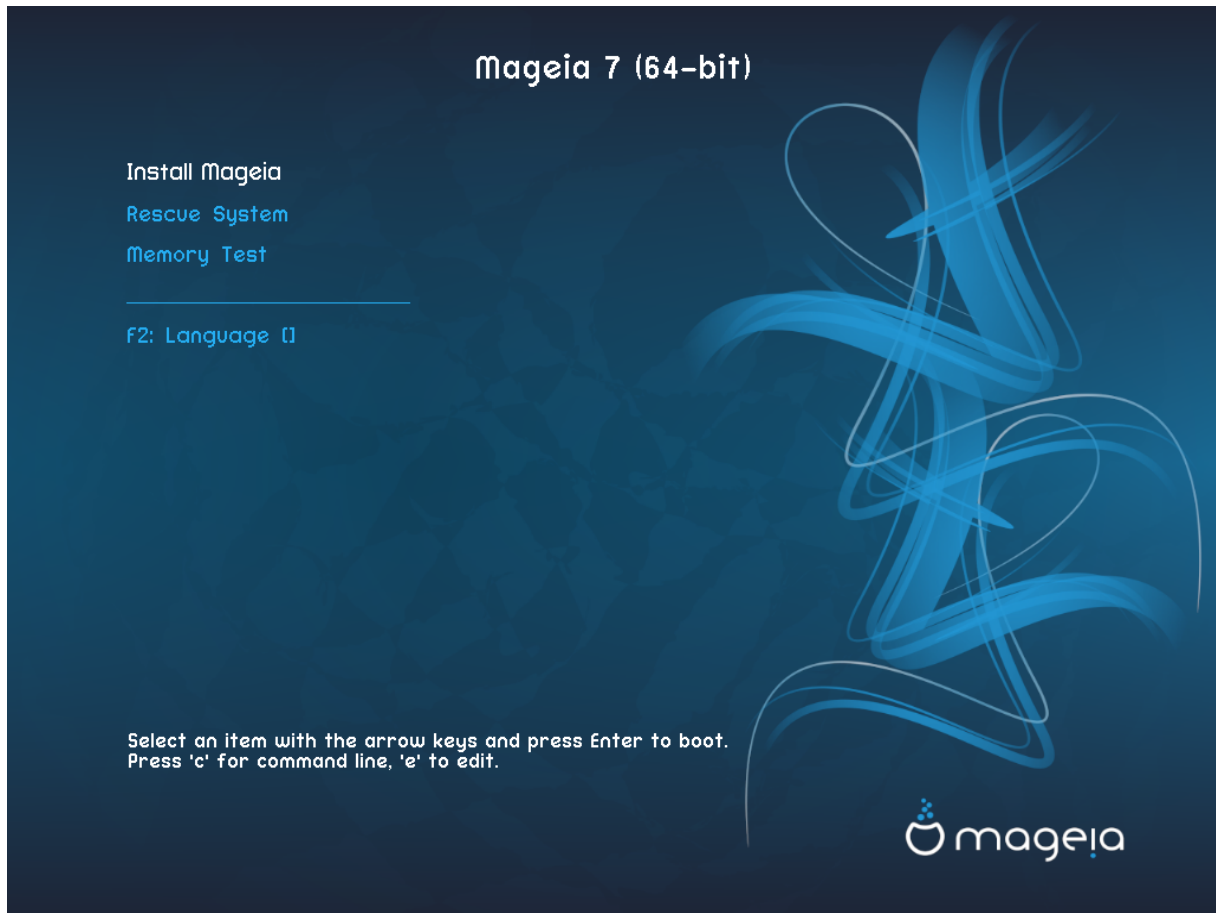 Mageia 7 (64-bit)
Install Mageia
Rescue System
Memory Test
F2: Language []
Select an item with the arrow keys and press Enter to boot.
Press 'c' for command line, 'e' to edit.
mageia